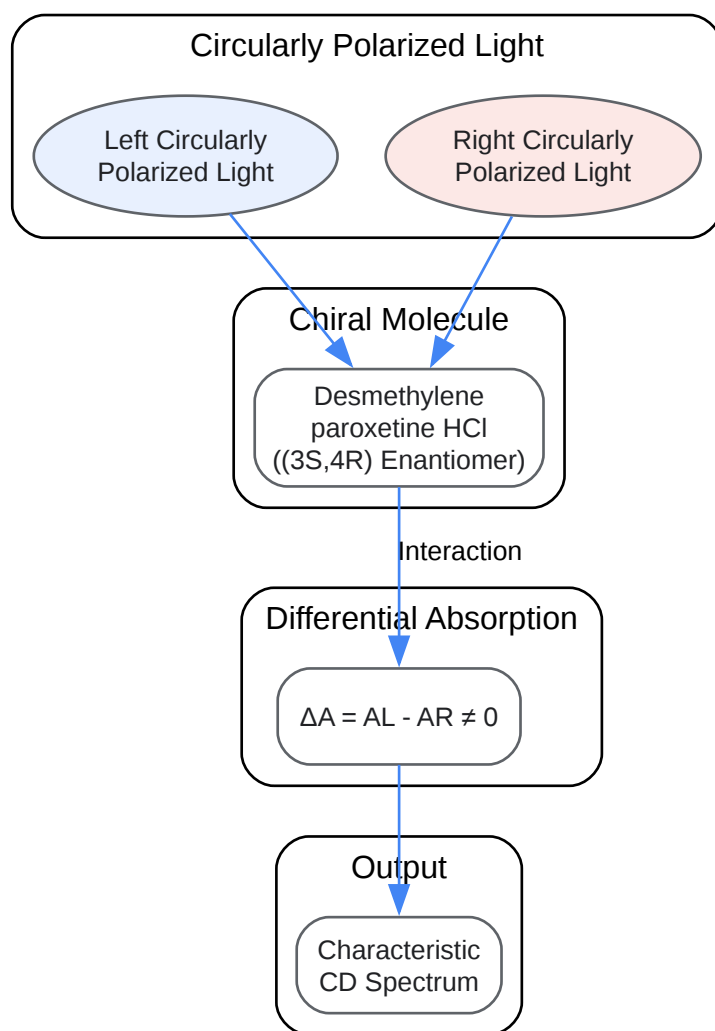 Circularly Polarized Light
Left Circularly
Polarized Light
Right Circularly
Polarized Light
Chiral Molecule
Desmethylene
paroxetine HCl
((3S,4R) Enantiomer)
Interaction
Differential Absorption
ΔA = AL - AR ≠ 0
Output
Characteristic
CD Spectrum